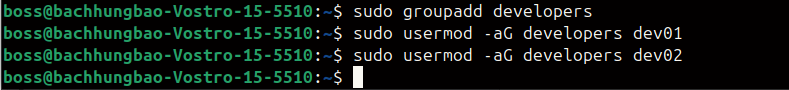 boss@bachhungbao-Vostro-15-5510:~$ sudo groupadd developers
boss@bachhungbao-Vostro-15-5510:~$ sudo usermod -aG developers dev01
boss@bachhungbao-Vostro-15-5510:~$ sudo usermod -aG developers dev02
boss@bachhungbao-Vostro-15-5510:~$